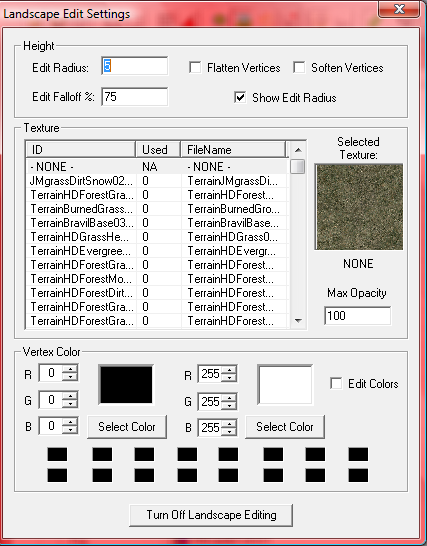 Landscape Edit Settings
Height
Edit Radius: 5 Flatten Vertices Soften Vertices
Edit Falloff %: 75 Show Edit Radius
Texture
ID Used FileName
- NONE - NA - NONE -
JMgrassDirtSnow02... 0 TerrainJMgrassDi...
TerrainHDForestGra... 0 TerrainHDForest...
TerrainBurnedGrass... 0 TerrainBurnedGro...
TerrainBravilBase03... 0 TerrainBravilBase...
TerrainHDGrassHe... 0 TerrainHDGrass0...
TerrainHDEvergree... 0 TerrainHDEvergr...
TerrainHDForestGra... 0 TerrainHDForest...
TerrainHDForestMo... 0 TerrainHDForest...
TerrainHDForestDirt... 0 TerrainHDForest...
TerrainHDForestGra... 0 TerrainHDForest...
TerrainHDForestGra... 0 TerrainHDForest...
Selected
Texture:
NONE
Max Opacity
100
Vertex Color
R 0 R 255 Edit Colors
G 0 G 255
B 0 Select Color B 255 Select Color
Turn Off Landscape Editing